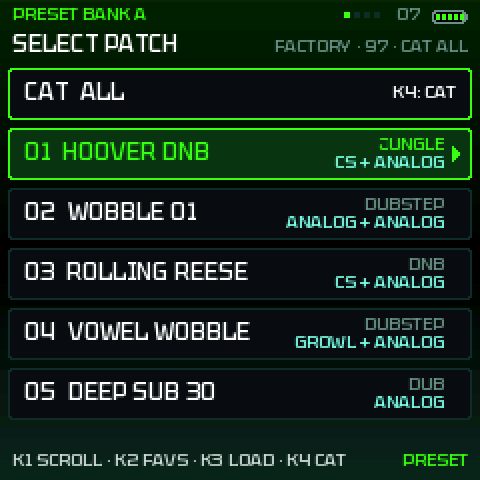 PRESET BANK A 07
SELECT PATCH FACTORY · 97 · CAT ALL
CAT ALL K4: CAT
01 HOOVER DNB JUNGLE
CS + ANALOG
02 WOBBLE 01 DUBSTEP
ANALOG + ANALOG
03 ROLLING REESE DNB
CS + ANALOG
04 VOWEL WOBBLE DUBSTEP
GROWL + ANALOG
05 DEEP SUB 30 DUB
ANALOG
K1 SCROLL · K2 FAVS · K3 LOAD · K4 CAT PRESET